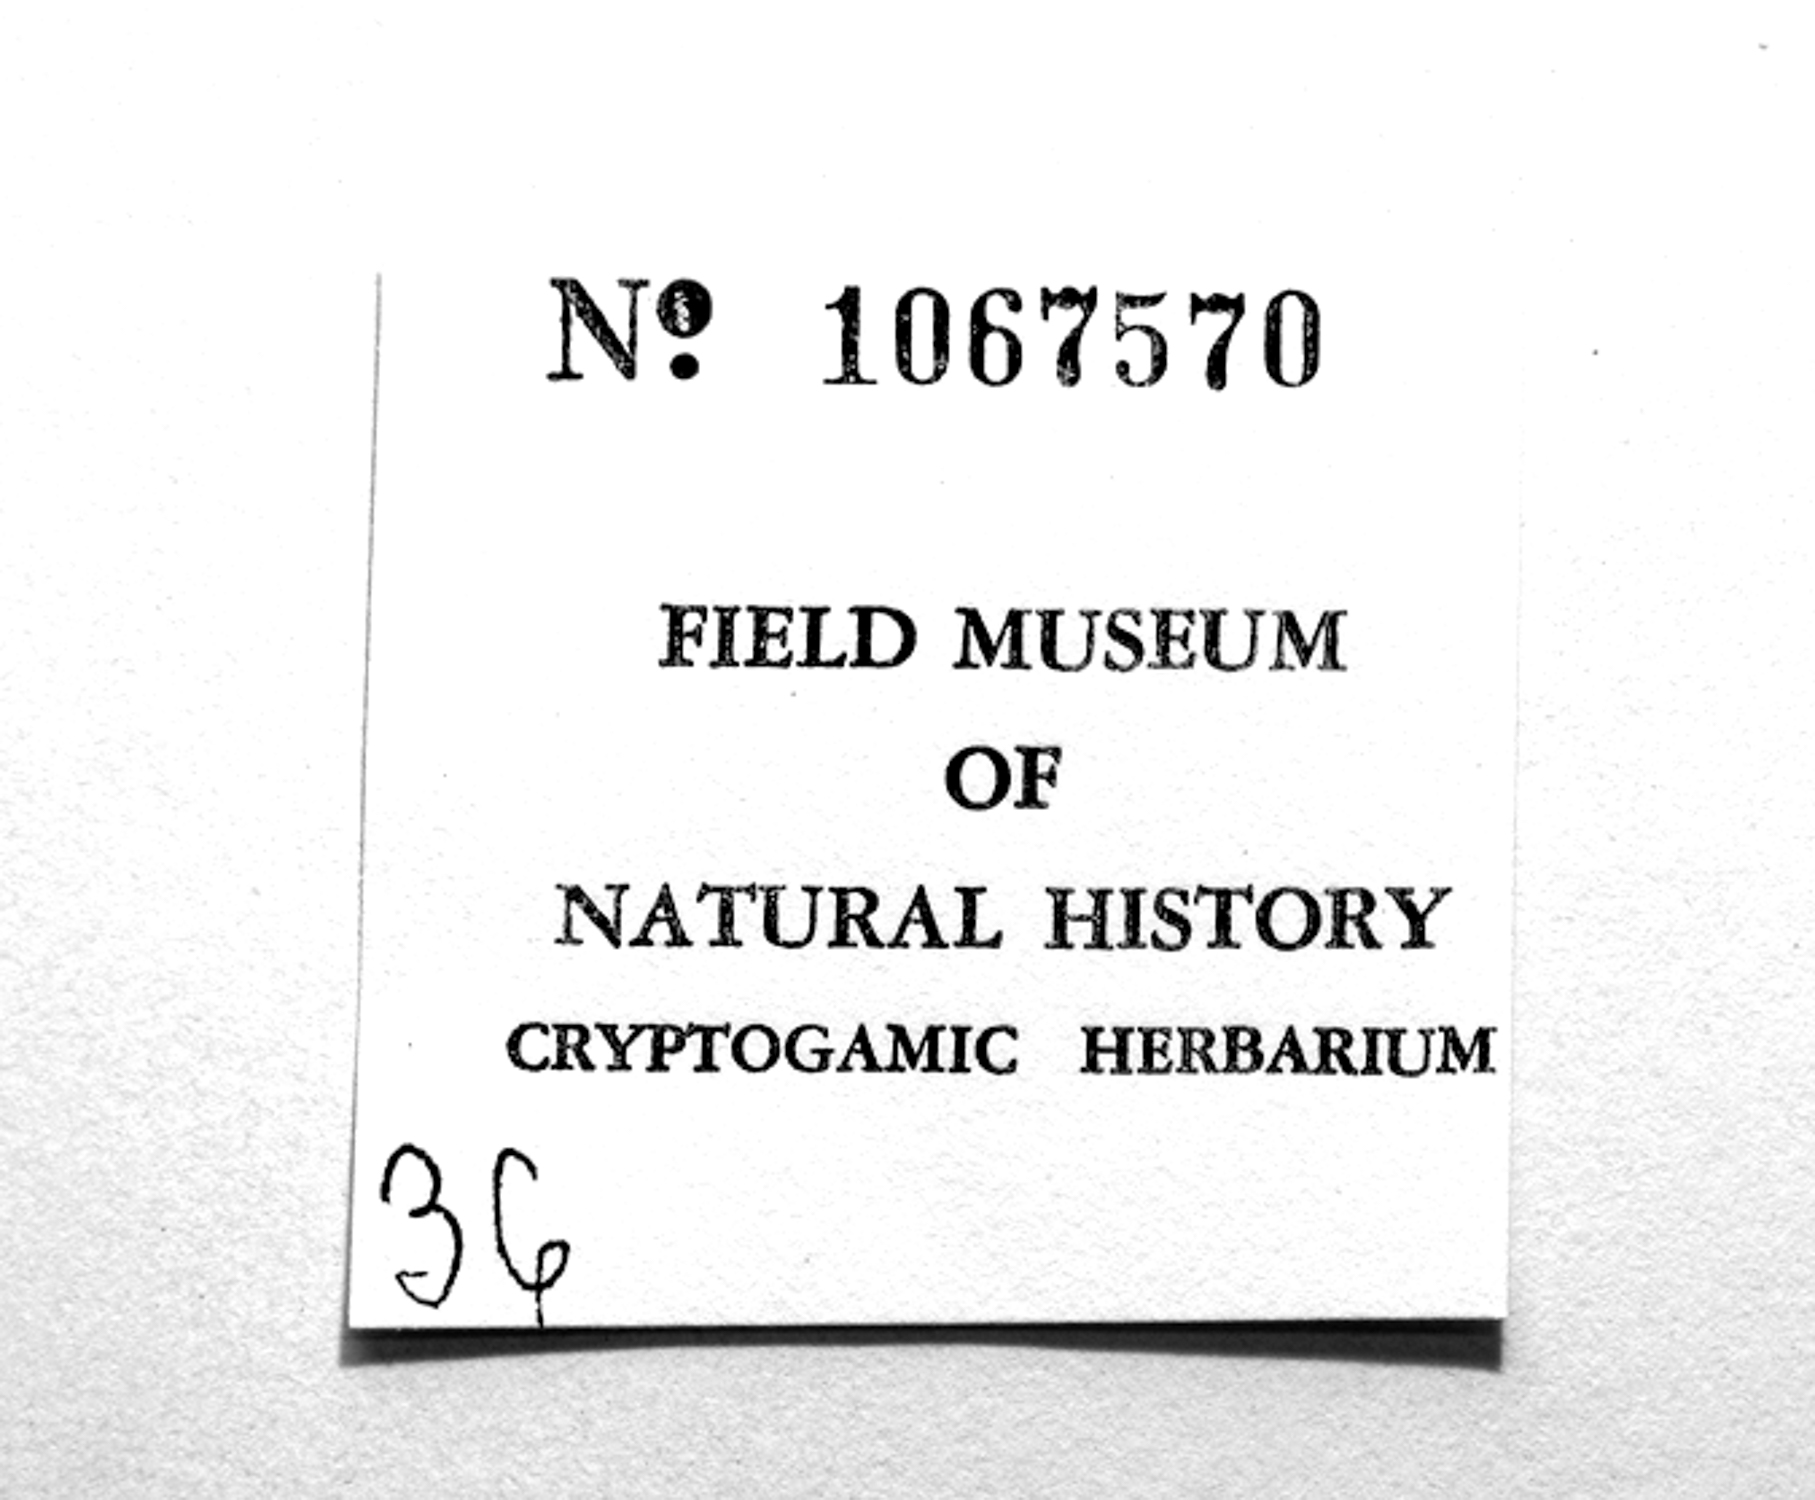 Nº 1067570
FIELD MUSEUM
OF
NATURAL HISTORY
CRYPTOGAMIC HERBARIUM
36